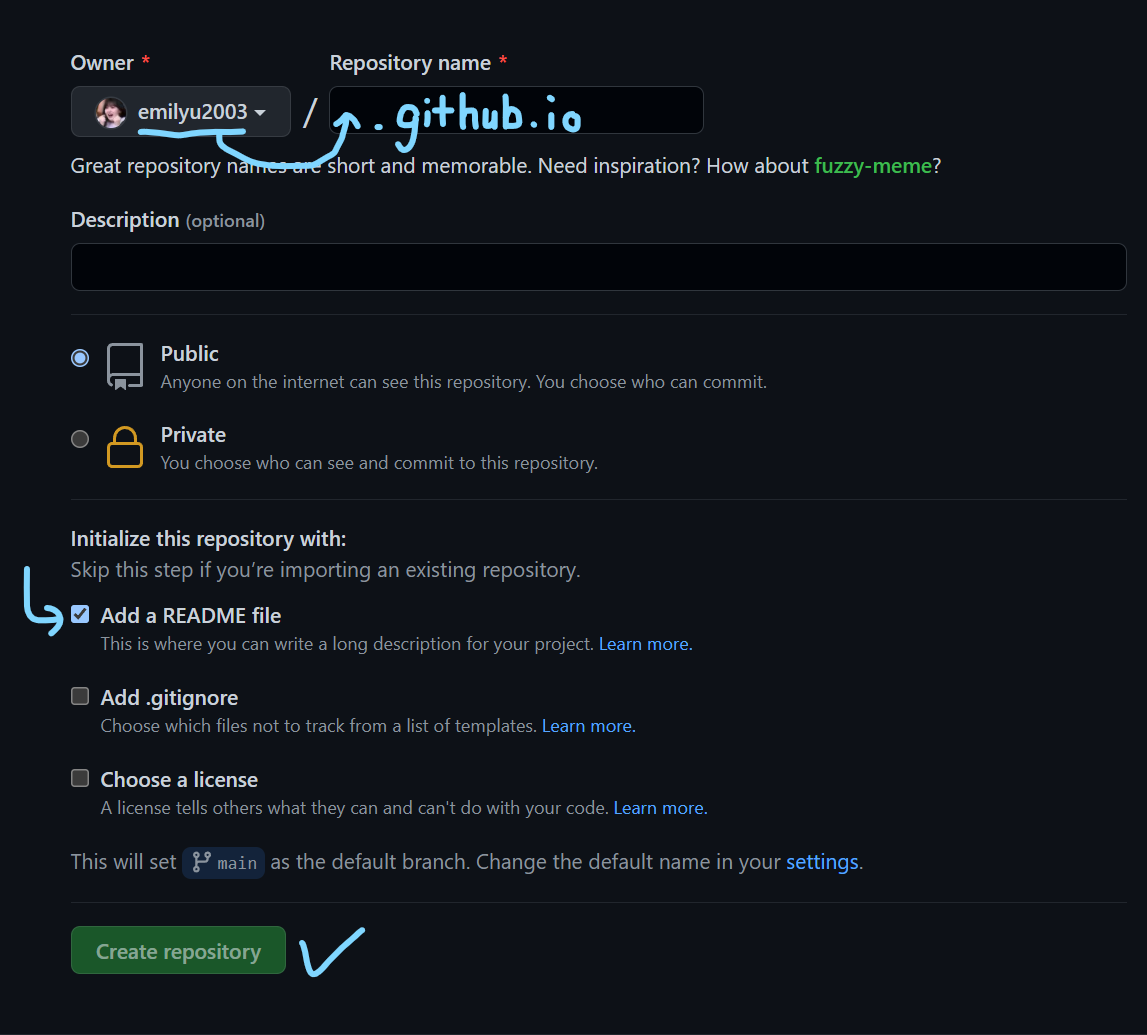 Owner * Repository name *
emilyu2003 / .github.io
Great repository names are short and memorable. Need inspiration? How about fuzzy-meme?
Description (optional)
Public
Anyone on the internet can see this repository. You choose who can commit.
Private
You choose who can see and commit to this repository.
Initialize this repository with:
Skip this step if you're importing an existing repository.
Add a README file
This is where you can write a long description for your project. Learn more.
Add .gitignore
Choose which files not to track from a list of templates. Learn more.
Choose a license
A license tells others what they can and can't do with your code. Learn more.
This will set main as the default branch. Change the default name in your settings.
Create repository